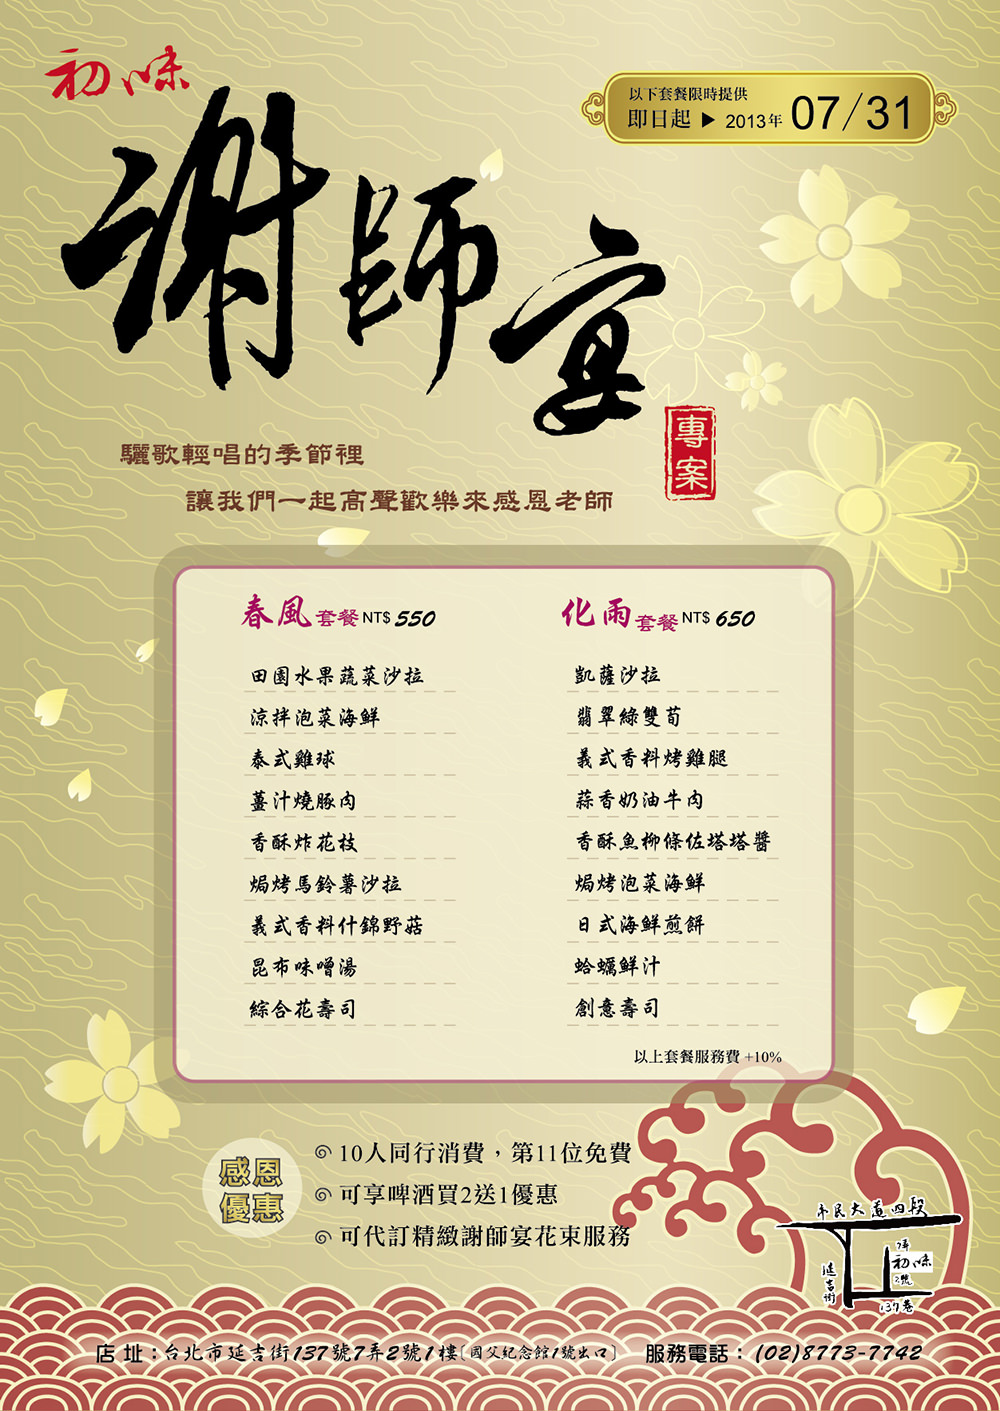 初味
以下套餐限時提供
即日起 ▶ 2013年 07/31
謝師宴
專案
驪歌輕唱的季節裡
讓我們一起高聲歡樂來感恩老師
春風套餐 NT$ 550
田園水果蔬菜沙拉
涼拌泡菜海鮮
泰式雞球
薑汁燒豚肉
香酥炸花枝
焗烤馬鈴薯沙拉
義式香料什錦野菇
昆布味噌湯
綜合花壽司
化雨套餐 NT$ 650
凱薩沙拉
翡翠綠雙荀
義式香料烤雞腿
蒜香奶油牛肉
香酥魚柳條佐塔塔醬
焗烤泡菜海鮮
日式海鮮煎餅
蛤蠣鮮汁
創意壽司
以上套餐服務費 +10%
感恩
優惠
10人同行消費，第11位免費
可享啤酒買2送1優惠
可代訂精緻謝師宴花束服務
市民大道四段
延吉街
7弄
初味
2號
137巷
店 址：台北市延吉街137號7弄2號1樓〔國父紀念館1號出口〕 服務電話：(02)8773-7742